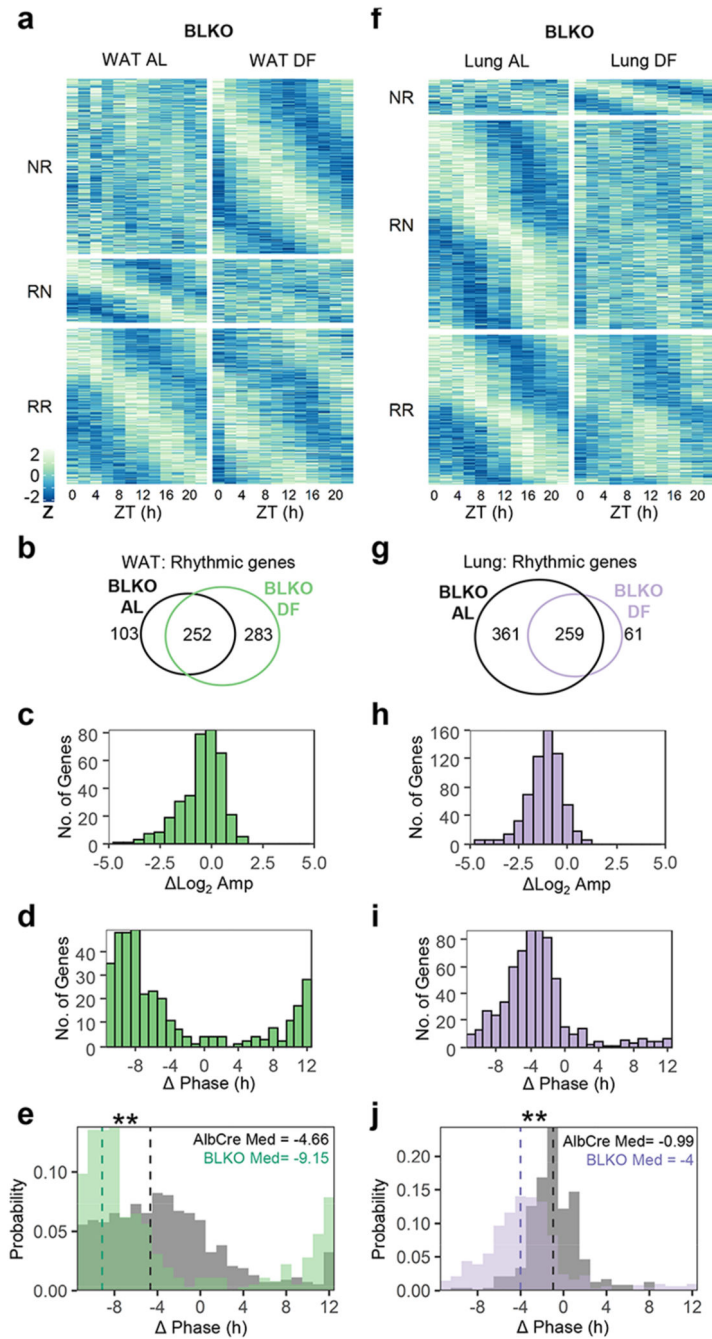 a
BLKO
WAT AL WAT DF
NR
RN
RR
2
0
-2
Z
0 4 8 12 16 20 0 4 8 12 16 20
ZT (h) ZT (h)
b
WAT: Rhythmic genes
BLKO
AL
BLKO
DF
103 252 283
c
No. of Genes
80
60
40
20
0
-5.0 -2.5 0.0 2.5 5.0
ΔLog2 Amp
d
No. of Genes
40
30
20
10
0
-8 -4 0 4 8 12
Δ Phase (h)
e
**
AlbCre Med = -4.66
BLKO Med= -9.15
Probability
0.10
0.05
0.00
-8 -4 0 4 8 12
Δ Phase (h)
f
BLKO
Lung AL Lung DF
NR
RN
RR
0 4 8 12 16 20 0 4 8 12 16 20
ZT (h) ZT (h)
g
Lung: Rhythmic genes
BLKO
AL
BLKO
DF
361 259 61
h
No. of Genes
160
120
80
40
0
-5.0 -2.5 0.0 2.5 5.0
ΔLog2 Amp
i
No. of Genes
80
60
40
20
0
-8 -4 0 4 8 12
Δ Phase (h)
j
**
AlbCre Med= -0.99
BLKO Med = -4
Probability
0.20
0.15
0.10
0.05
0.00
-8 -4 0 4 8 12
Δ Phase (h)